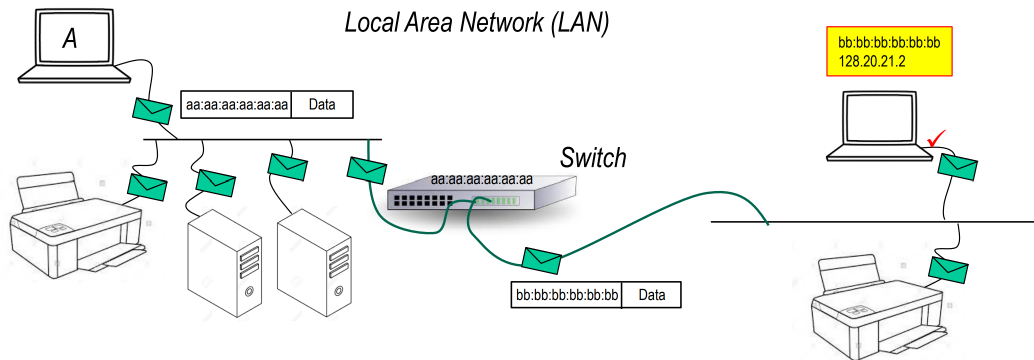 Local Area Network (LAN)
A
bb:bb:bb:bb:bb:bb
128.20.21.2
aa:aa:aa:aa:aa:aa Data
Switch
aa:aa:aa:aa:aa:aa
bb:bb:bb:bb:bb:bb Data